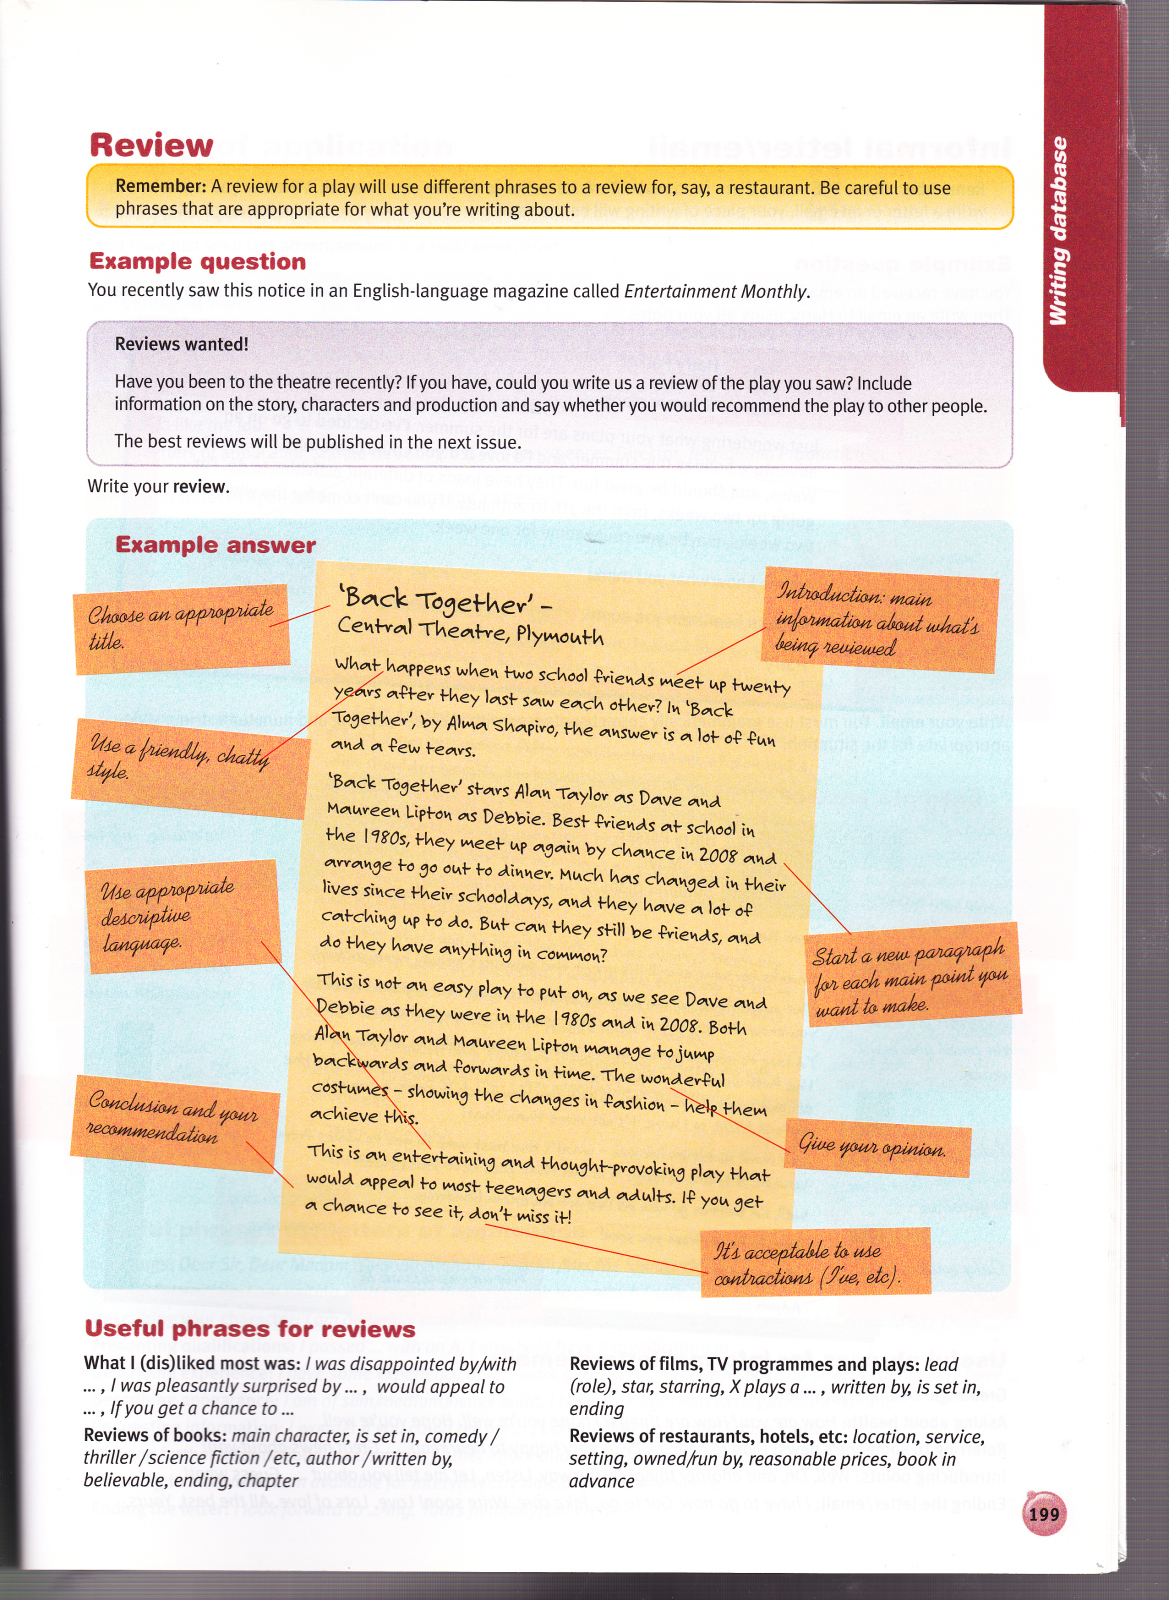 Writing database
Review
Remember: A review for a play will use different phrases to a review for, say, a restaurant. Be careful to use
phrases that are appropriate for what you're writing about.
Example question
You recently saw this notice in an English-language magazine called Entertainment Monthly.
Reviews wanted!
Have you been to the theatre recently? If you have, could you write us a review of the play you saw? Include
information on the story, characters and production and say whether you would recommend the play to other people.
The best reviews will be published in the next issue.
Write your review.
Example answer
Choose an appropriate
title.
Introduction: main
information about what's
being reviewed
Use a friendly, chatty
style.
Use appropriate
descriptive
language.
Start a new paragraph
for each main point you
want to make.
Conclusion and your
recommendation
Give your opinion.
It's acceptable to use
contractions (I've, etc).
'Back Together' –
Central Theatre, Plymouth
What happens when two school friends meet up twenty
years after they last saw each other? In 'Back
Together', by Alma Shapiro, the answer is a lot of fun
and a few tears.
'Back Together' stars Alan Taylor as Dave and
Maureen Lipton as Debbie. Best friends at school in
the 1980s, they meet up again by chance in 2008 and
arrange to go out to dinner. Much has changed in their
lives since their schooldays, and they have a lot of
catching up to do. But can they still be friends, and
do they have anything in common?
This is not an easy play to put on, as we see Dave and
Debbie as they were in the 1980s and in 2008. Both
Alan Taylor and Maureen Lipton manage to jump
backwards and forwards in time. The wonderful
costumes – showing the changes in fashion – help them
achieve this.
This is an entertaining and thought-provoking play that
would appeal to most teenagers and adults. If you get
a chance to see it, don't miss it!
Useful phrases for reviews
What I (dis)liked most was: I was disappointed by/with
... , I was pleasantly surprised by ... , would appeal to
... , If you get a chance to ...
Reviews of books: main character, is set in, comedy /
thriller / science fiction / etc, author / written by,
believable, ending, chapter
Reviews of films, TV programmes and plays: lead
(role), star, starring, X plays a ... , written by, is set in,
ending
Reviews of restaurants, hotels, etc: location, service,
setting, owned/run by, reasonable prices, book in
advance
199